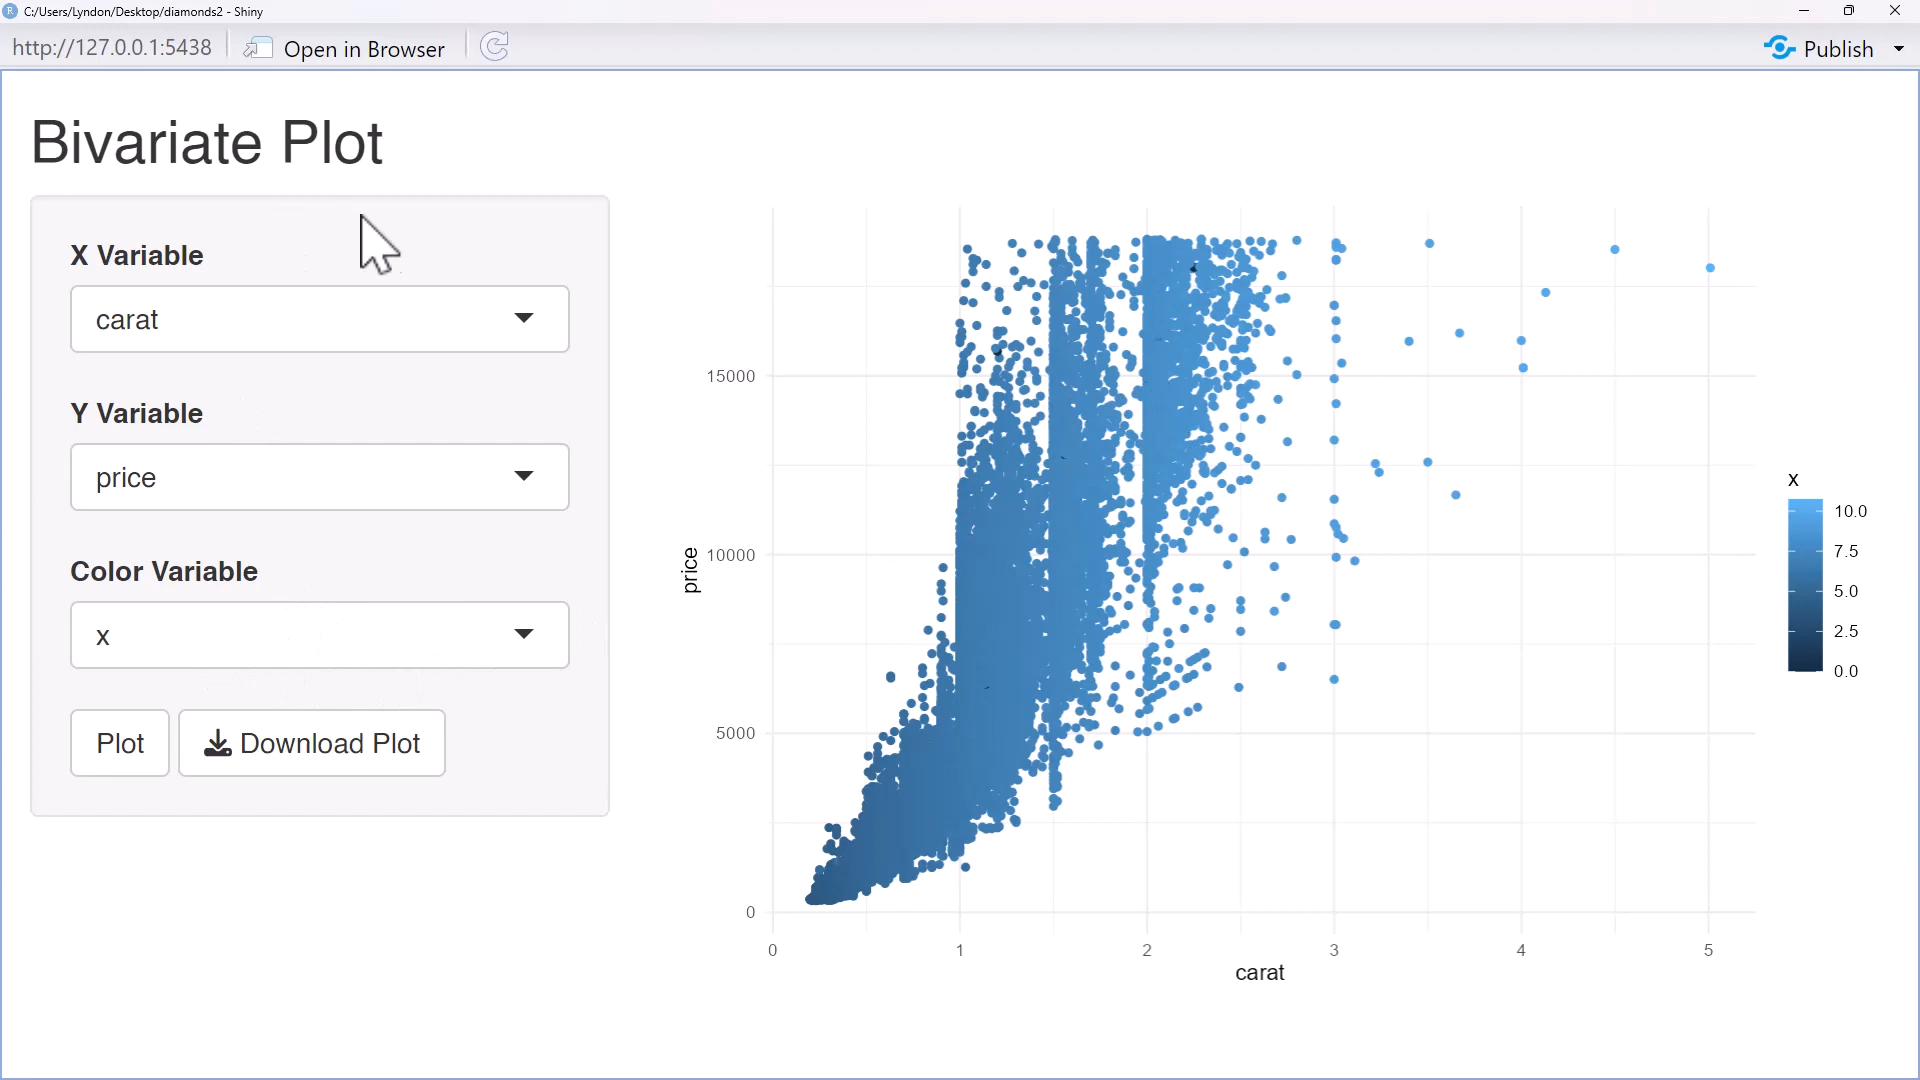 R C:/Users/Lyndon/Desktop/diamonds2 - Shiny
http://127.0.0.1:5438 Open in Browser Publish
Bivariate Plot
X Variable
carat
Y Variable
price
Color Variable
x
Plot Download Plot
15000
10000
5000
0
price
0 1 2 3 4 5
carat
x
10.0
7.5
5.0
2.5
0.0